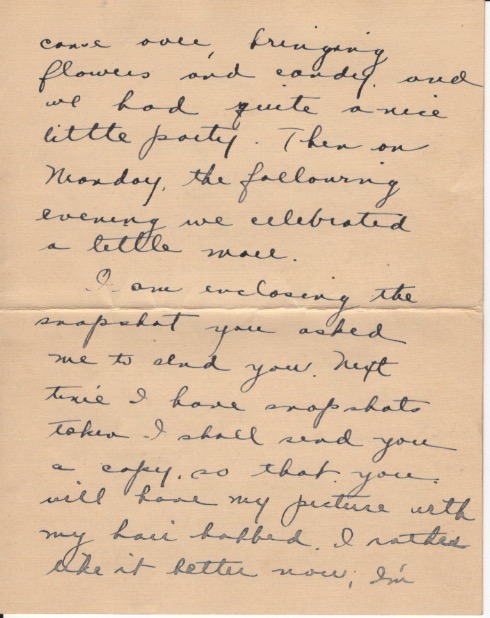 came over, bringing
flowers and candy and
we had quite a nice
little party. Then on
Monday, the following
evening we celebrated
a little more.
I am enclosing the
snapshot you asked
me to send you. Next
time I have snapshots
taken I shall send you
a copy, so that you
will have my picture with
my hair bobbed. I rather
like it better now; I'm